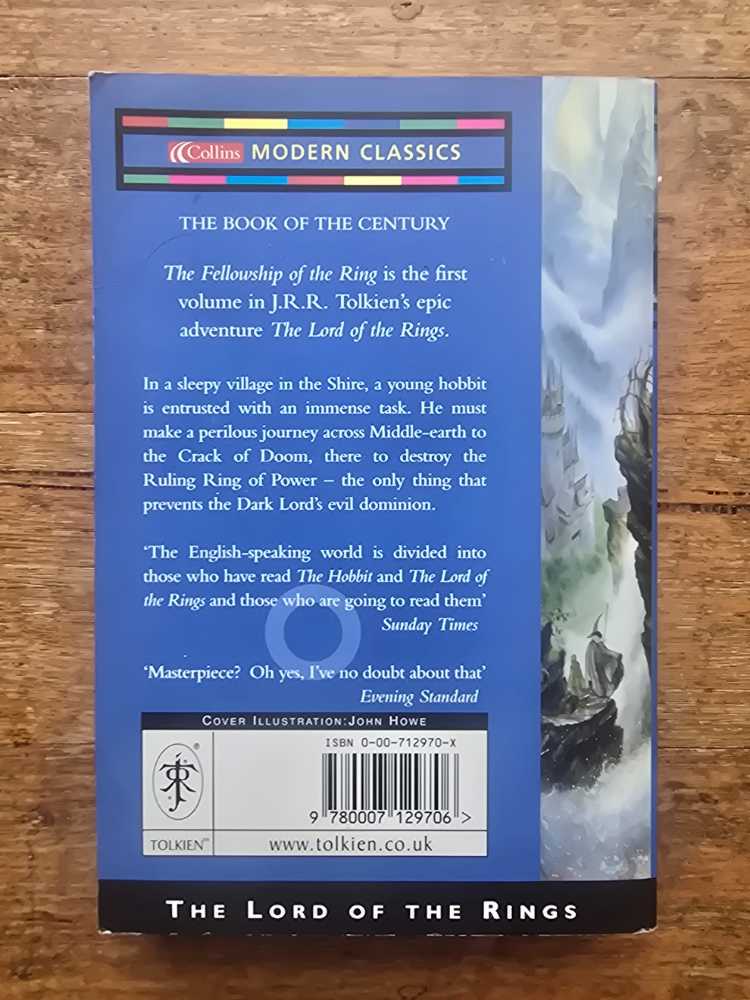 Collins MODERN CLASSICS
THE BOOK OF THE CENTURY
The Fellowship of the Ring is the first
volume in J.R.R. Tolkien's epic
adventure The Lord of the Rings.
In a sleepy village in the Shire, a young hobbit
is entrusted with an immense task. He must
make a perilous journey across Middle-earth to
the Crack of Doom, there to destroy the
Ruling Ring of Power – the only thing that
prevents the Dark Lord's evil dominion.
'The English-speaking world is divided into
those who have read The Hobbit and The Lord of
the Rings and those who are going to read them'
Sunday Times
'Masterpiece? Oh yes, I've no doubt about that'
Evening Standard
COVER ILLUSTRATION:JOHN HOWE
ISBN 0-00-712970-X
9 780007 129706 >
®
TOLKIEN™
www.tolkien.co.uk
THE LORD OF THE RINGS